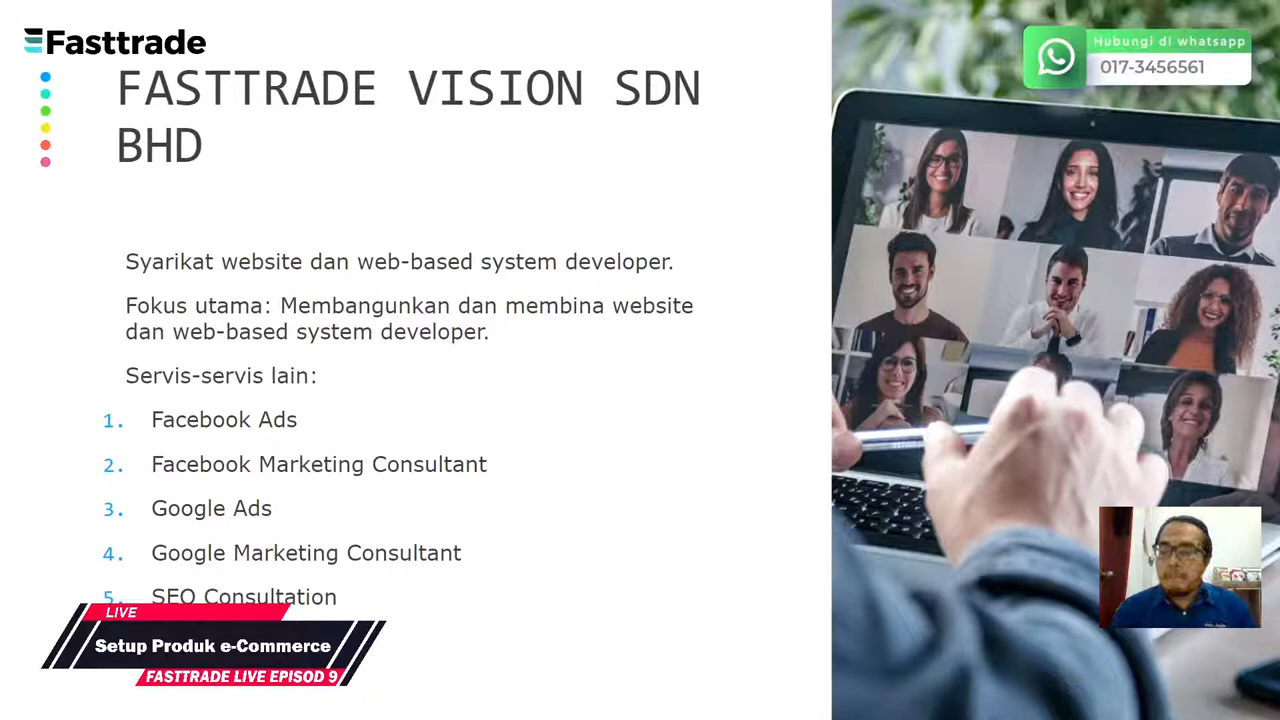 Fasttrade
Hubungi di whatsapp
017-3456561
FASTTRADE VISION SDN
BHD
Syarikat website dan web-based system developer.
Fokus utama: Membangunkan dan membina website
dan web-based system developer.
Servis-servis lain:
1. Facebook Ads
2. Facebook Marketing Consultant
3. Google Ads
4. Google Marketing Consultant
5. SEO Consultation
LIVE
Setup Produk e-Commerce
FASTTRADE LIVE EPISOD 9